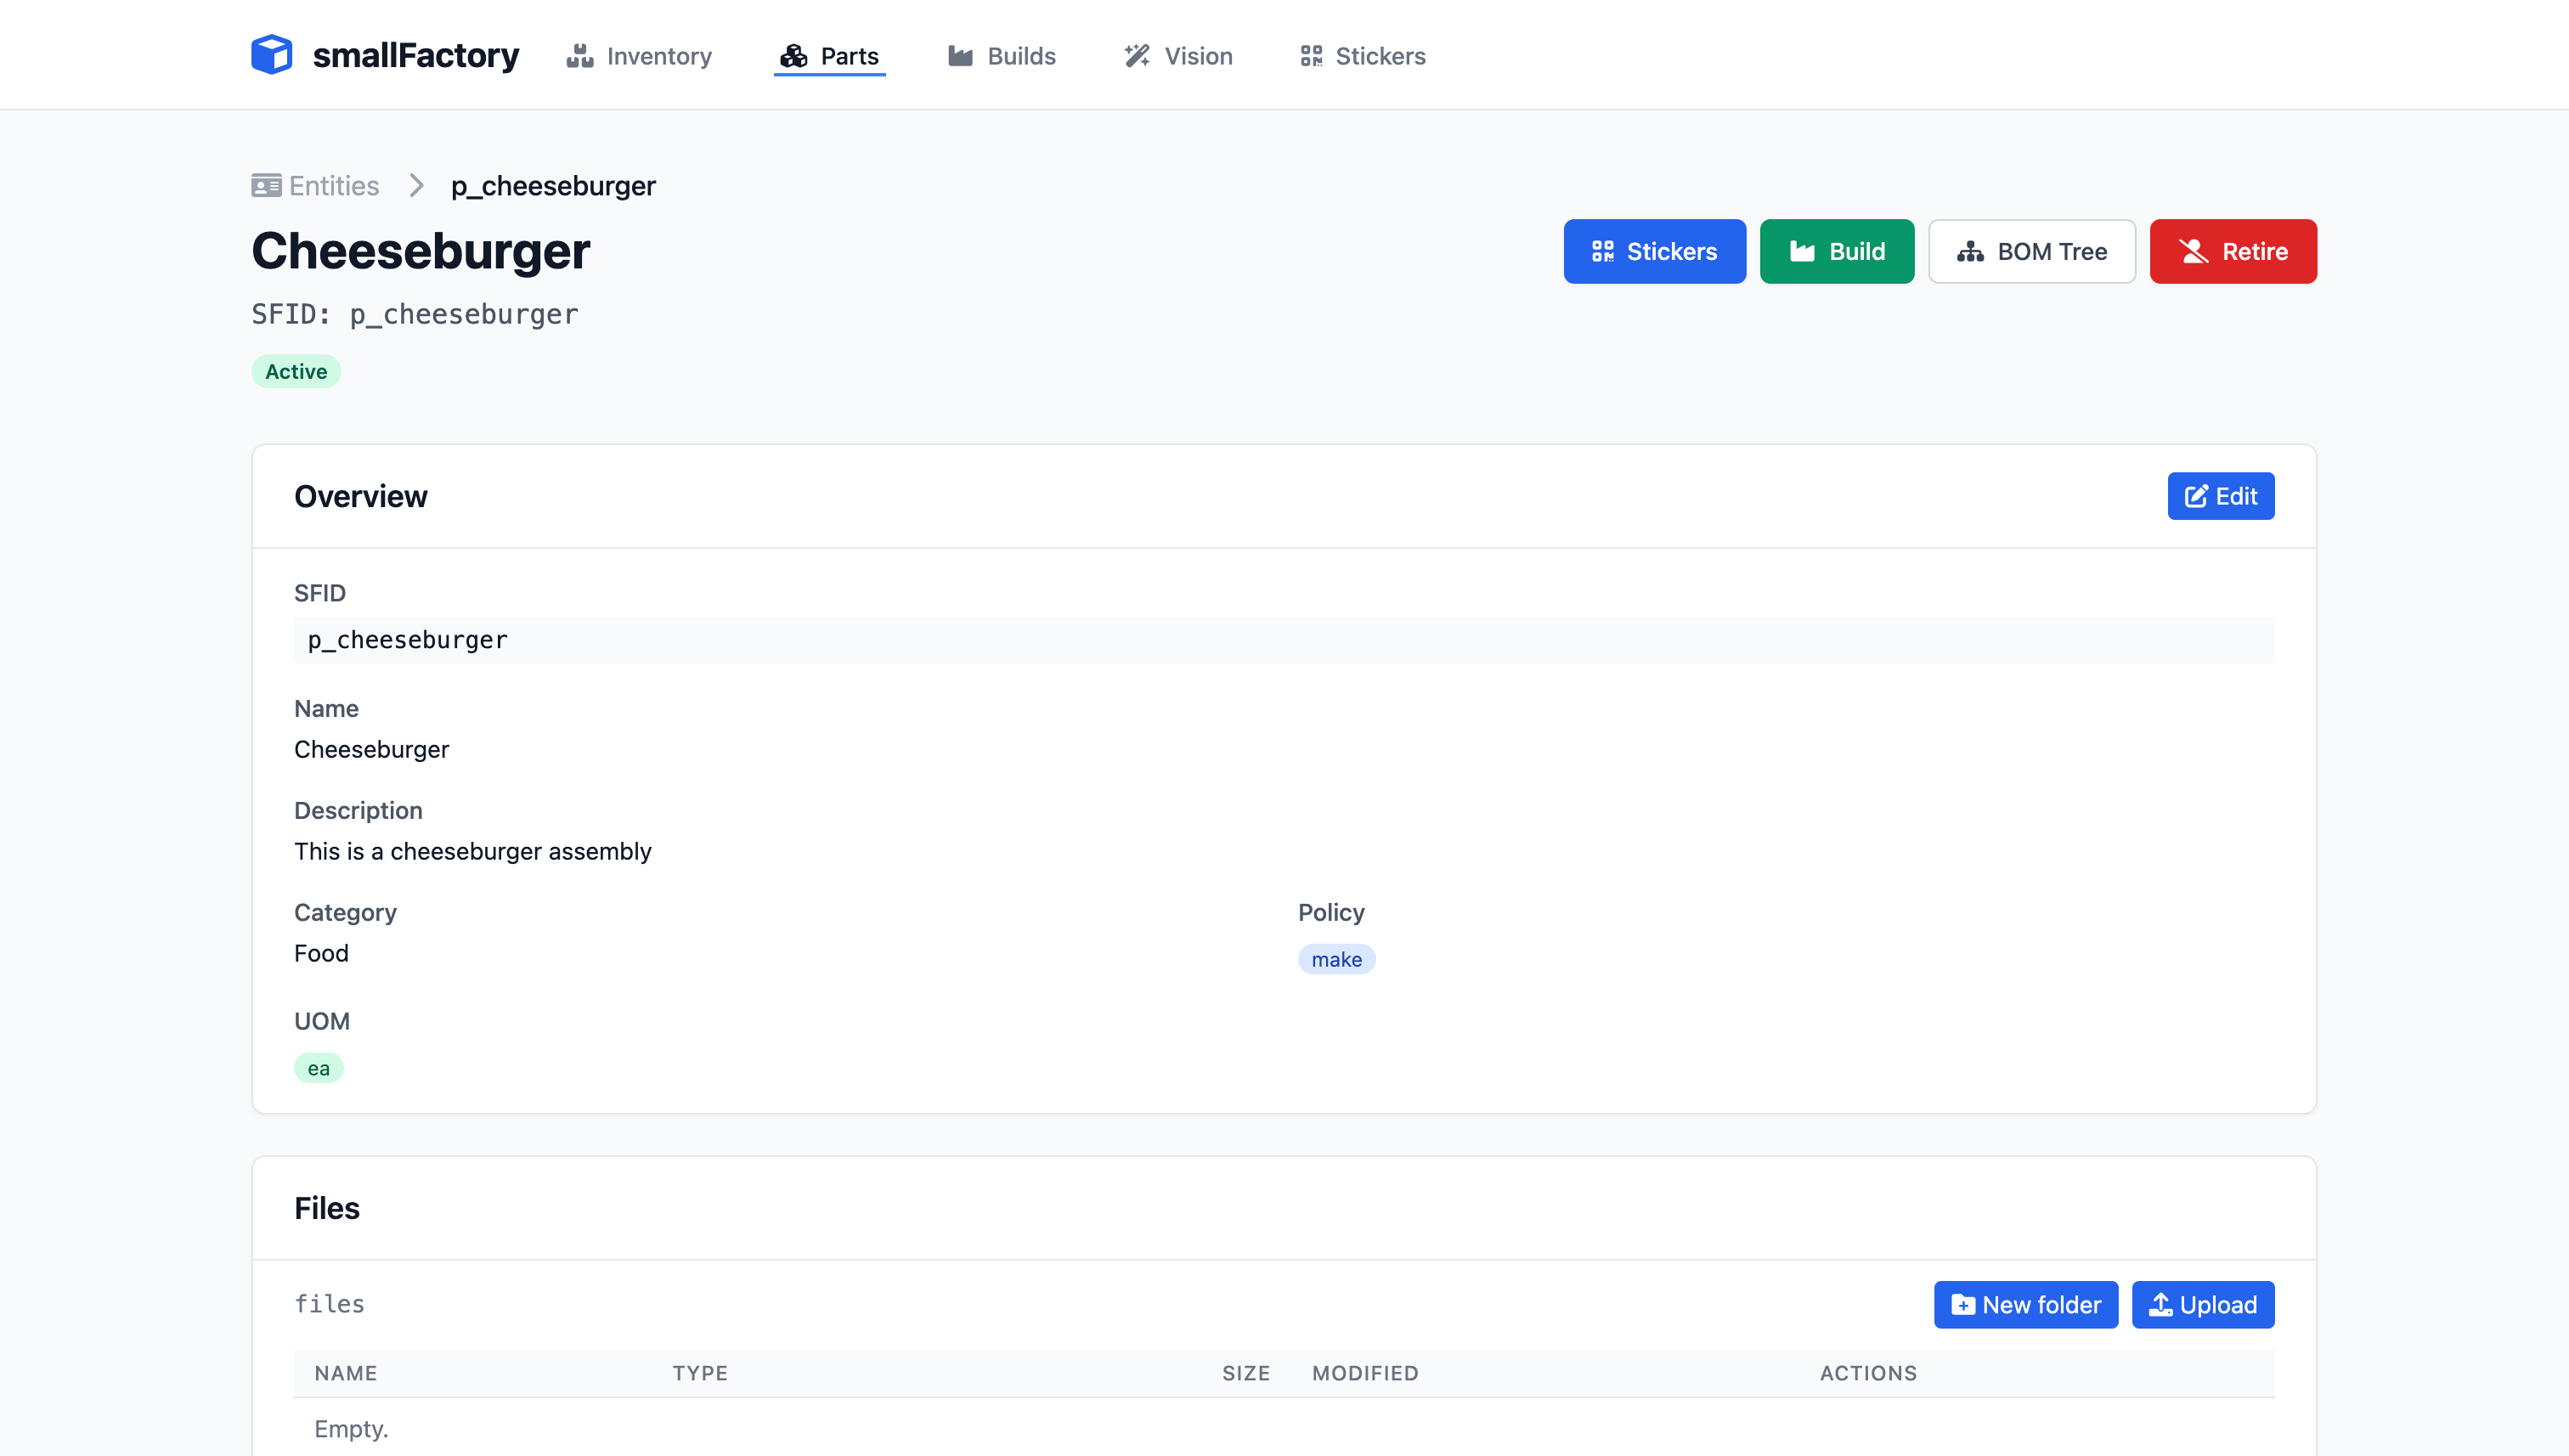 smallFactory Inventory Parts Builds Vision Stickers
Entities p_cheeseburger
Cheeseburger
Stickers Build BOM Tree Retire
SFID: p_cheeseburger
Active
Overview
Edit
SFID
p_cheeseburger
Name
Cheeseburger
Description
This is a cheeseburger assembly
Category Policy
Food make
UOM
ea
Files
files New folder Upload
NAME TYPE SIZE MODIFIED ACTIONS
Empty.